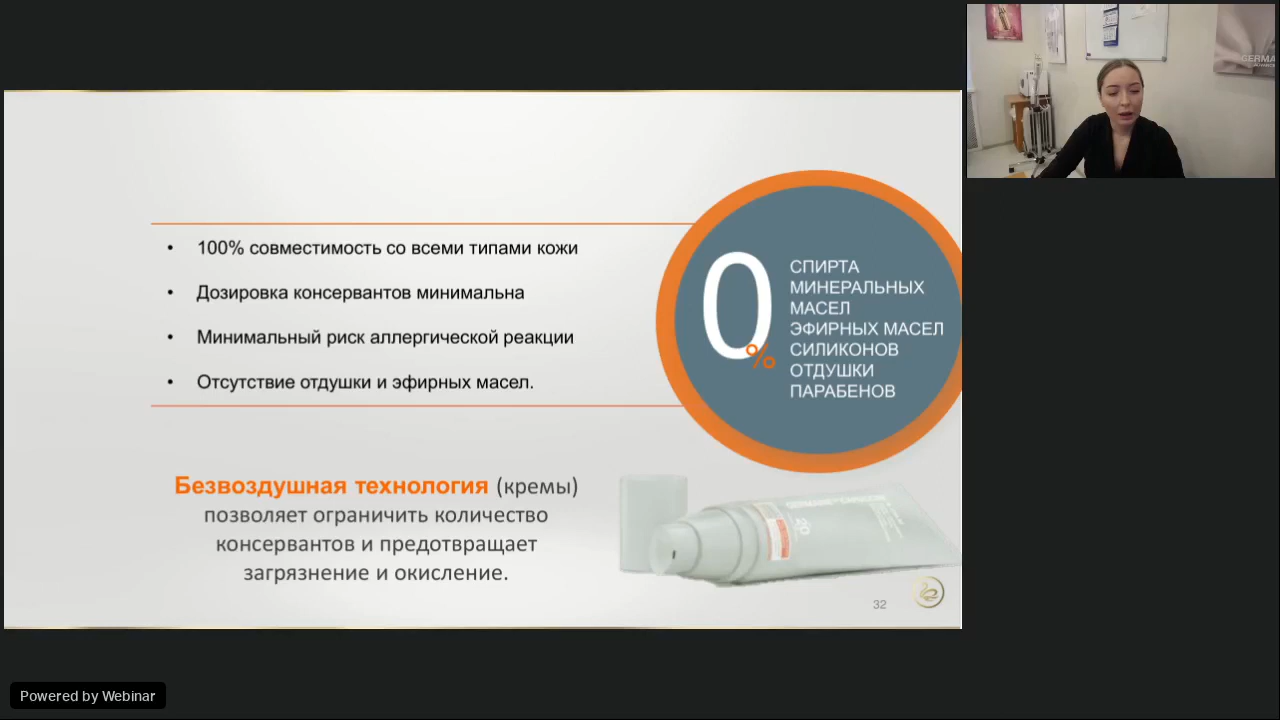 • 100% совместимость со всеми типами кожи
• Дозировка консервантов минимальна
• Минимальный риск аллергической реакции
• Отсутствие отдушки и эфирных масел.
0%
СПИРТА
МИНЕРАЛЬНЫХ
МАСЕЛ
ЭФИРНЫХ МАСЕЛ
СИЛИКОНОВ
ОТДУШКИ
ПАРАБЕНОВ
Безвоздушная технология (кремы)
позволяет ограничить количество
консервантов и предотвращает
загрязнение и окисление.
32
Powered by Webinar